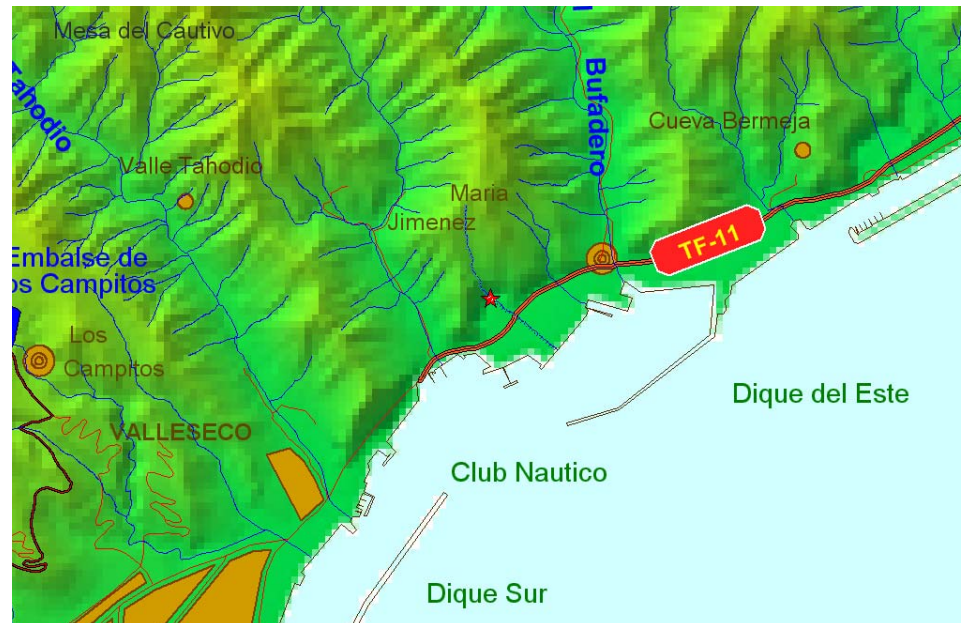 Mesa del Cautivo
Tahodio
Bufadero
Cueva Bermeja
Valle Tahodio
Maria
Jimenez
TF-11
Embalse de
os Campitos
Los
Campitos
Dique del Este
VALLESECO
Club Nautico
Dique Sur